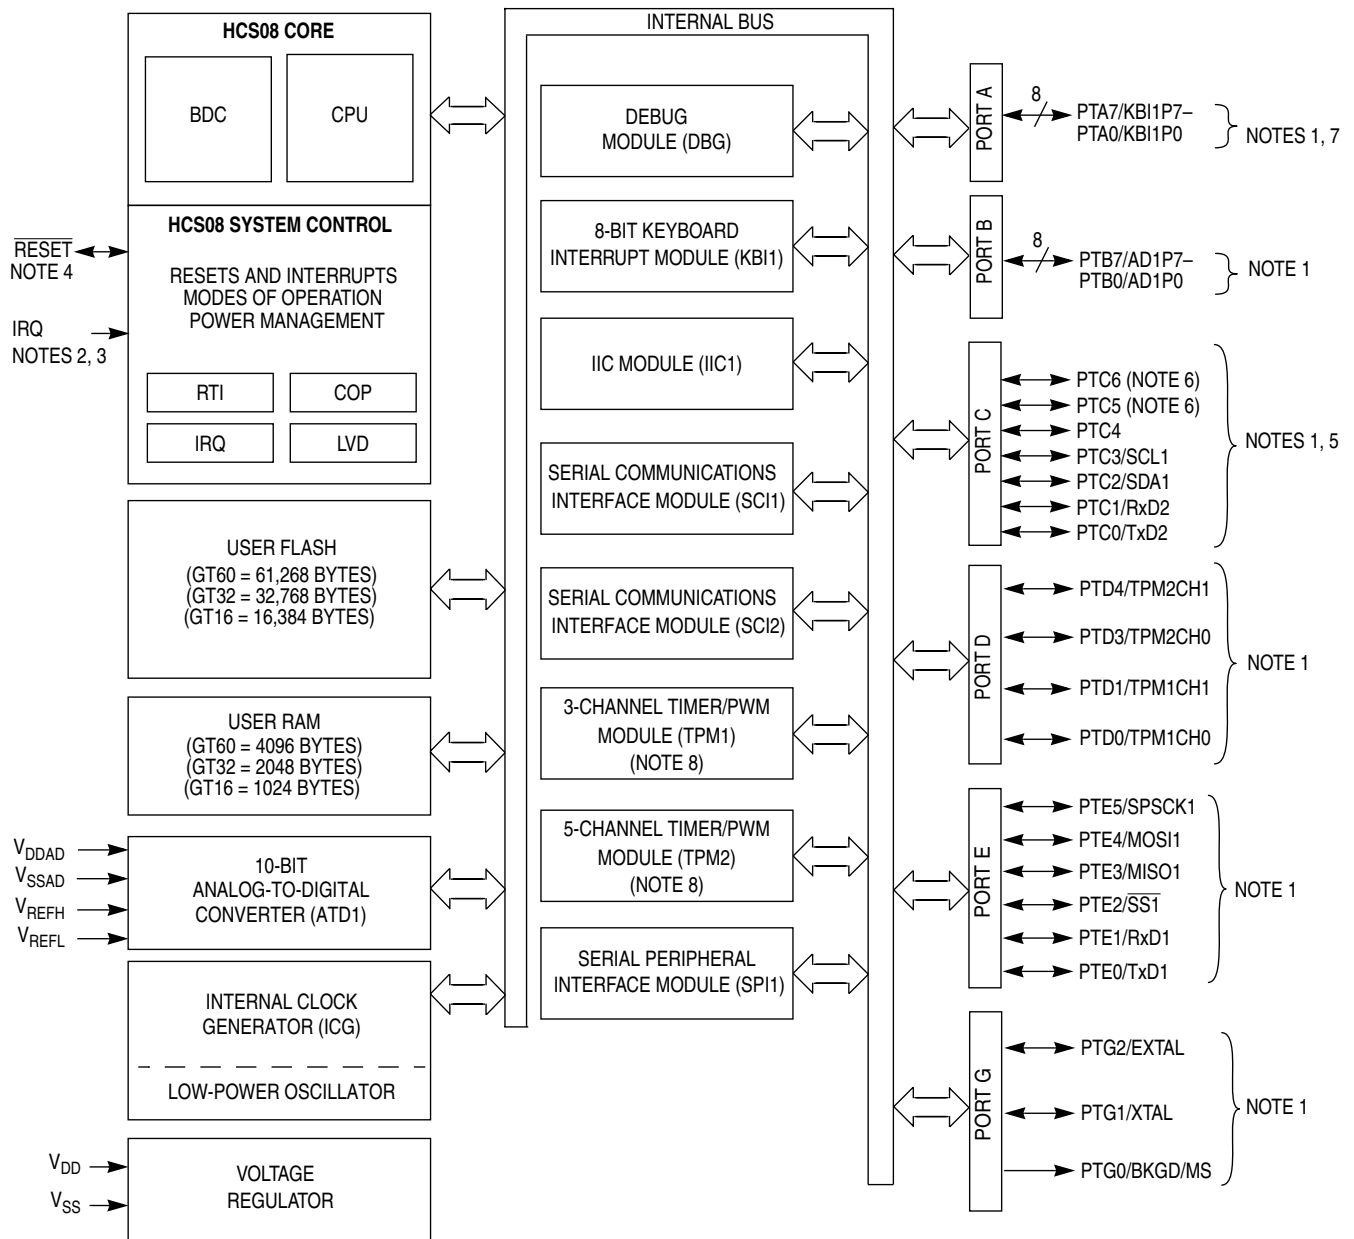 HCS08 CORE
BDC
CPU
HCS08 SYSTEM CONTROL
RESETS AND INTERRUPTS
MODES OF OPERATION
POWER MANAGEMENT
RTI
COP
IRQ
LVD
RESET
NOTE 4
IRQ
NOTES 2, 3
USER FLASH
(GT60 = 61,268 BYTES)
(GT32 = 32,768 BYTES)
(GT16 = 16,384 BYTES)
USER RAM
(GT60 = 4096 BYTES)
(GT32 = 2048 BYTES)
(GT16 = 1024 BYTES)
VDDAD
VSSAD
VREFH
VREFL
10-BIT
ANALOG-TO-DIGITAL
CONVERTER (ATD1)
INTERNAL CLOCK
GENERATOR (ICG)
LOW-POWER OSCILLATOR
VDD
VSS
VOLTAGE
REGULATOR
INTERNAL BUS
DEBUG
MODULE (DBG)
8-BIT KEYBOARD
INTERRUPT MODULE (KBI1)
IIC MODULE (IIC1)
SERIAL COMMUNICATIONS
INTERFACE MODULE (SCI1)
SERIAL COMMUNICATIONS
INTERFACE MODULE (SCI2)
3-CHANNEL TIMER/PWM
MODULE (TPM1)
(NOTE 8)
5-CHANNEL TIMER/PWM
MODULE (TPM2)
(NOTE 8)
SERIAL PERIPHERAL
INTERFACE MODULE (SPI1)
PORT A
8
PTA7/KBI1P7–
PTA0/KBI1P0
NOTES 1, 7
PORT B
8
PTB7/AD1P7–
PTB0/AD1P0
NOTE 1
PORT C
PTC6 (NOTE 6)
PTC5 (NOTE 6)
PTC4
PTC3/SCL1
PTC2/SDA1
PTC1/RxD2
PTC0/TxD2
NOTES 1, 5
PORT D
PTD4/TPM2CH1
PTD3/TPM2CH0
PTD1/TPM1CH1
PTD0/TPM1CH0
NOTE 1
PORT E
PTE5/SPSCK1
PTE4/MOSI1
PTE3/MISO1
PTE2/SS1
PTE1/RxD1
PTE0/TxD1
NOTE 1
PORT G
PTG2/EXTAL
PTG1/XTAL
PTG0/BKGD/MS
NOTE 1